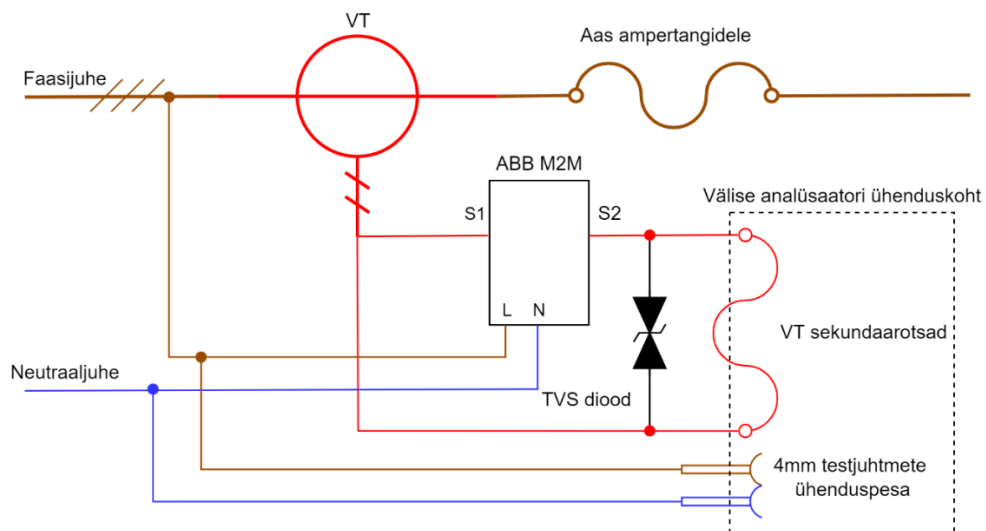 VT
Aas ampertangidele
Faasijuhe
ABB M2M
Välise analüsaatori ühenduskoht
S1
S2
L N
VT sekundaarotsad
Neutraaljuhe
TVS diood
4mm testjuhtmete
ühenduspesa